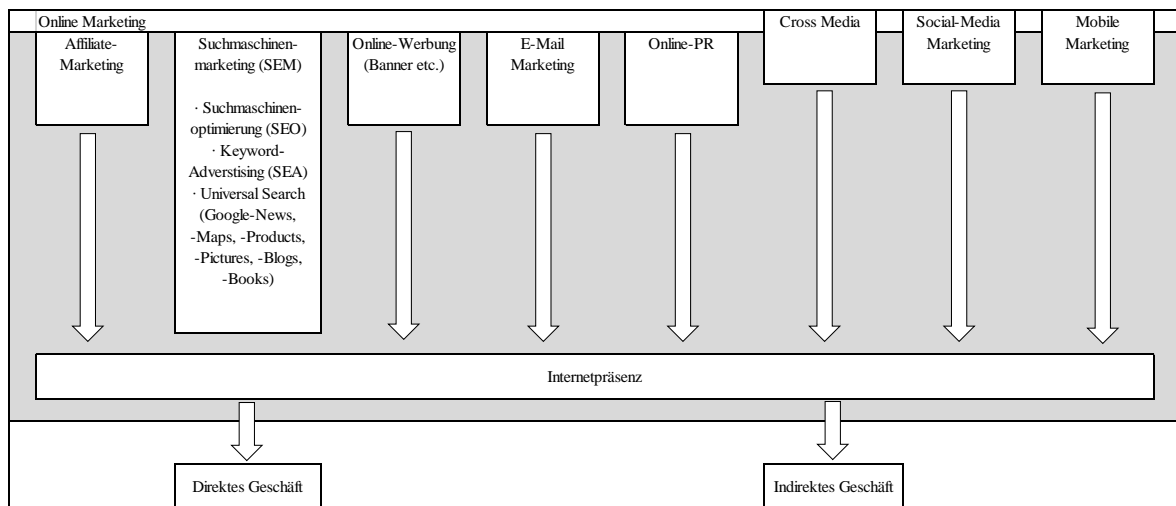 Online Marketing
Affiliate-
Marketing
Suchmaschinen-
marketing (SEM)
· Suchmaschinen-
optimierung (SEO)
· Keyword-
Adverstising (SEA)
· Universal Search
(Google-News,
-Maps, -Products,
-Pictures, -Blogs,
-Books)
Online-Werbung
(Banner etc.)
E-Mail
Marketing
Online-PR
Cross Media
Social-Media
Marketing
Mobile
Marketing
Internetpräsenz
Direktes Geschäft
Indirektes Geschäft